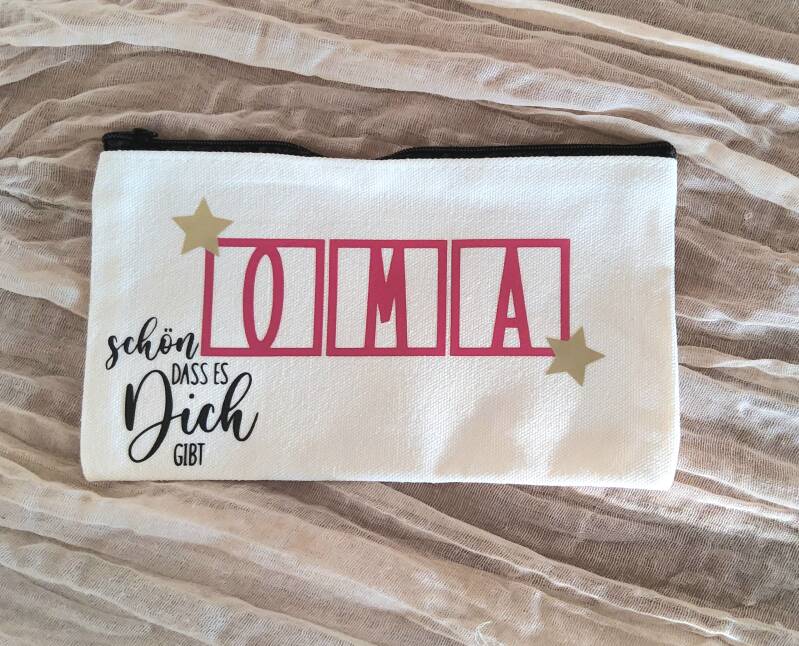 OMA
schön
DASS ES
Dich
GIBT